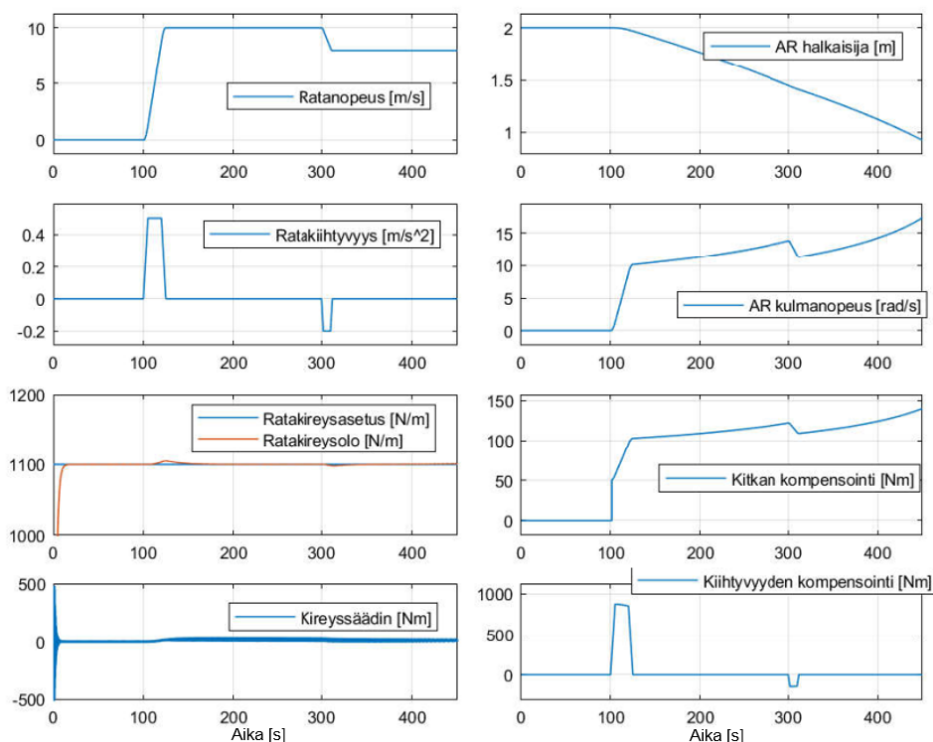 10
5
0
0 100 200 300 400
Ratanopeus [m/s]
2
1.5
1
0 100 200 300 400
AR halkaisija [m]
0.4
0.2
0
-0.2
0 100 200 300 400
Ratakiihtyvyys [m/s^2]
15
10
5
0
0 100 200 300 400
AR kulmanopeus [rad/s]
1200
1100
1000
0 100 200 300 400
Ratakireysasetus [N/m]
Ratakireysolo [N/m]
150
100
50
0
0 100 200 300 400
Kitkan kompensointi [Nm]
500
0
-500
0 100 200 300 400
Kireyssäädin [Nm]
Aika [s]
1000
500
0
0 100 200 300 400
Kiihtyvyyden kompensointi [Nm]
Aika [s]